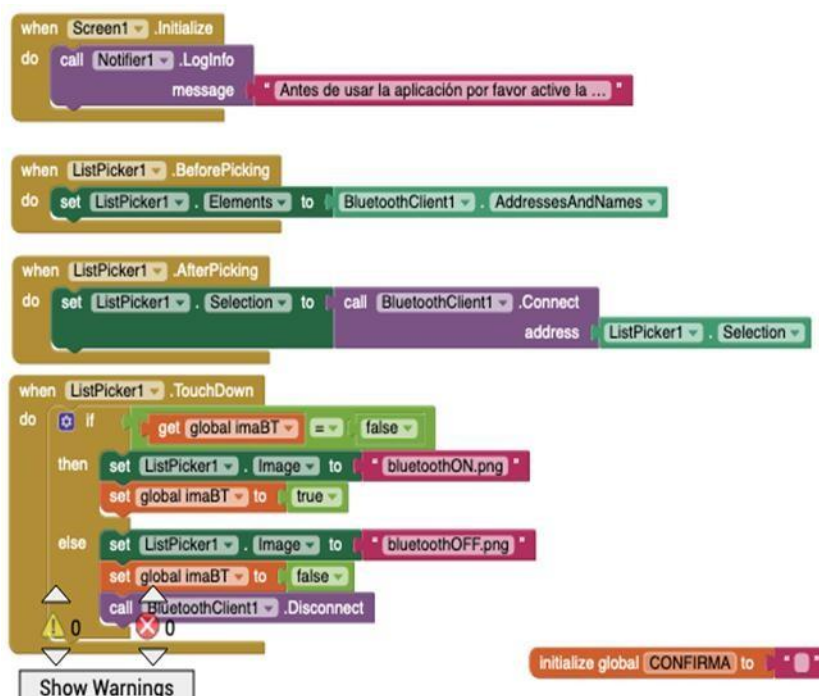 when Screen1 .Initialize
do call Notifier1 .LogInfo
message " Antes de usar la aplicación por favor active la ... "
when ListPicker1 .BeforePicking
do set ListPicker1 . Elements to BluetoothClient1 . AddressesAndNames
when ListPicker1 .AfterPicking
do set ListPicker1 . Selection to call BluetoothClient1 .Connect
address ListPicker1 . Selection
when ListPicker1 .TouchDown
do if get global imaBT = false
then set ListPicker1 . Image to " bluetoothON.png "
set global imaBT to true
else set ListPicker1 . Image to " bluetoothOFF.png "
set global imaBT to false
call BluetoothClient1 .Disconnect
0 0
initialize global CONFIRMA to " "
Show Warnings